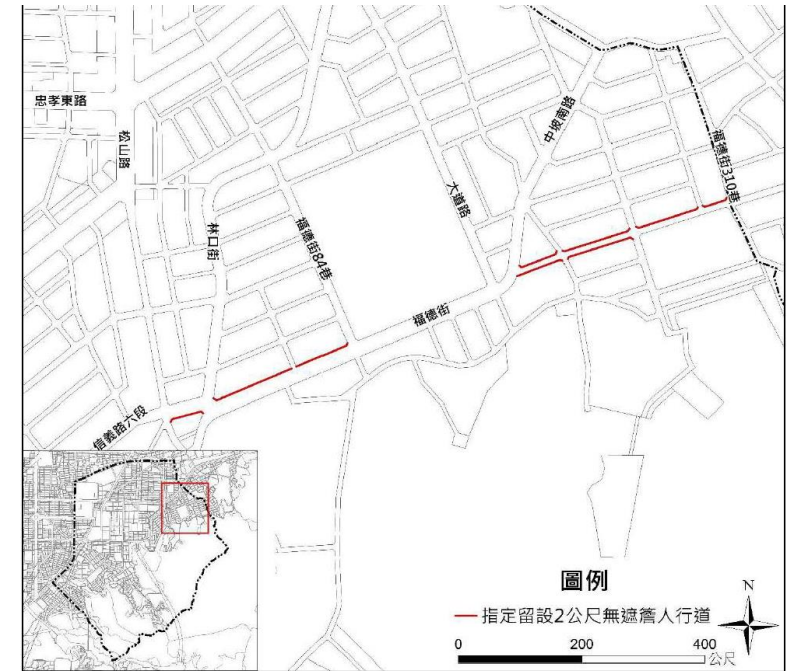 忠孝東路
松山路
林口街
福德街84巷
大道路
中坡南路
福德街310巷
福德街
信義路六段
圖例
指定留設2公尺無遮簷人行道
N
0 200 400
公尺